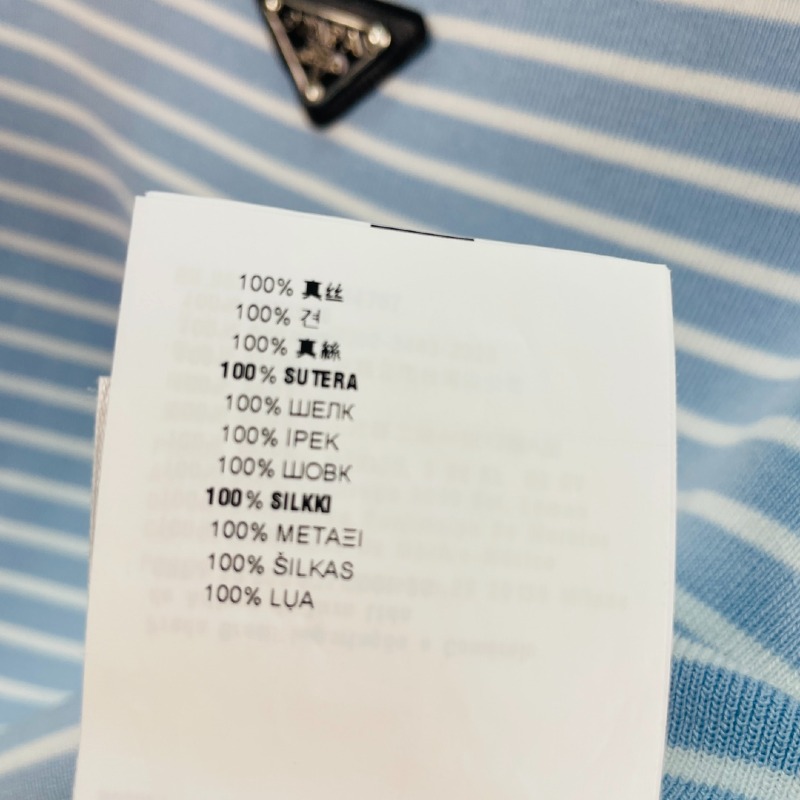 100% 真丝
100% 견
100% 真絲
100% SUTERA
100% ШЕЛК
100% IPEK
100% ШОВК
100% SILKKI
100% ΜΕΤΑΞΙ
100% ŠILKAS
100% LỤA